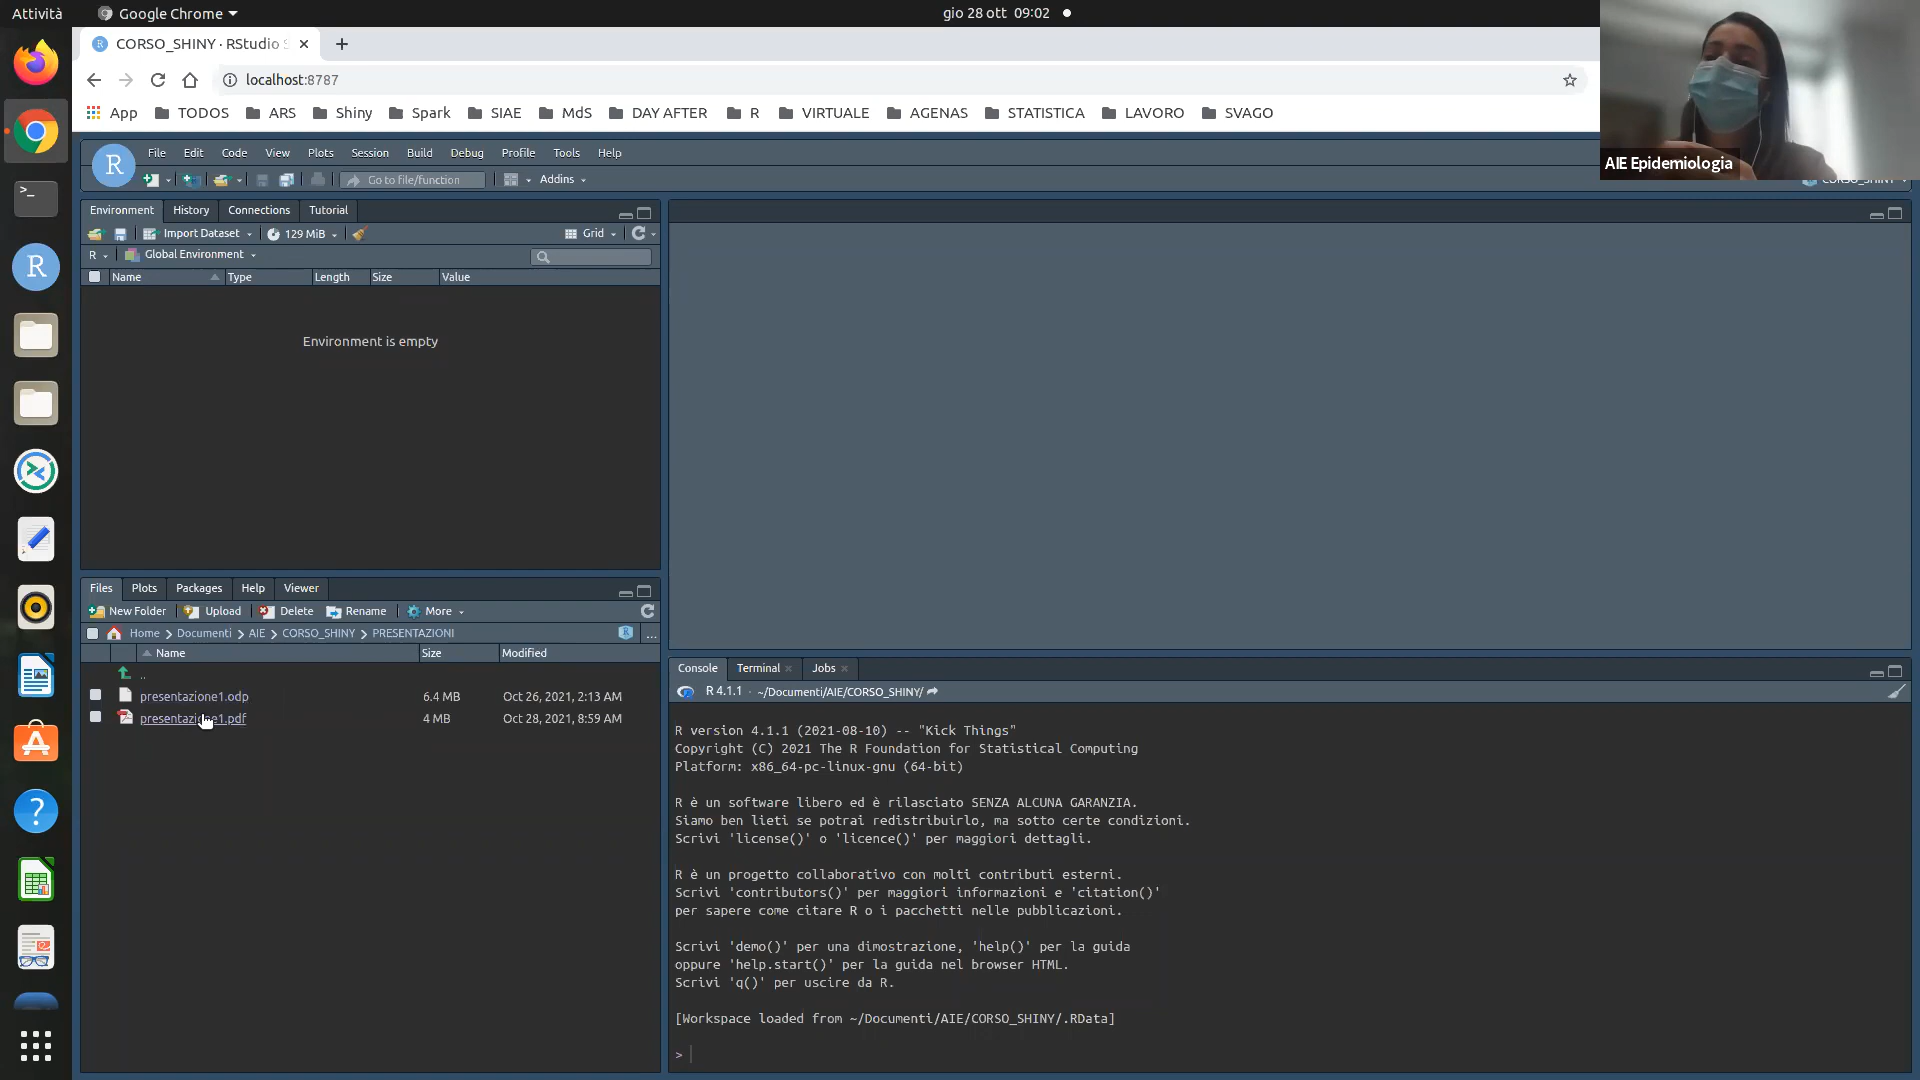 Attività
Google Chrome
gio 28 ott 09:02
CORSO_SHINY · RStudio S
localhost:8787
App TODOS ARS Shiny Spark SIAE MdS DAY AFTER R VIRTUALE AGENAS STATISTICA LAVORO SVAGO
AIE Epidemiologia
R File Edit Code View Plots Session Build Debug Profile Tools Help
Go to file/function Addins
CORSO_SHINY
Environment History Connections Tutorial
Import Dataset 129 MiB Grid
R Global Environment
Name Type Length Size Value
Environment is empty
Files Plots Packages Help Viewer
New Folder Upload Delete Rename More
Home Documenti AIE CORSO_SHINY PRESENTAZIONI ...
Name Size Modified
..
presentazione1.odp 6.4 MB Oct 26, 2021, 2:13 AM
presentazione1.pdf 4 MB Oct 28, 2021, 8:59 AM
Console Terminal Jobs
R 4.1.1 · ~/Documenti/AIE/CORSO_SHINY/
R version 4.1.1 (2021-08-10) -- "Kick Things"
Copyright (C) 2021 The R Foundation for Statistical Computing
Platform: x86_64-pc-linux-gnu (64-bit)
R è un software libero ed è rilasciato SENZA ALCUNA GARANZIA.
Siamo ben lieti se potrai redistribuirlo, ma sotto certe condizioni.
Scrivi 'license()' o 'licence()' per maggiori dettagli.
R è un progetto collaborativo con molti contributi esterni.
Scrivi 'contributors()' per maggiori informazioni e 'citation()'
per sapere come citare R o i pacchetti nelle pubblicazioni.
Scrivi 'demo()' per una dimostrazione, 'help()' per la guida
oppure 'help.start()' per la guida nel browser HTML.
Scrivi 'q()' per uscire da R.
[Workspace loaded from ~/Documenti/AIE/CORSO_SHINY/.RData]
>